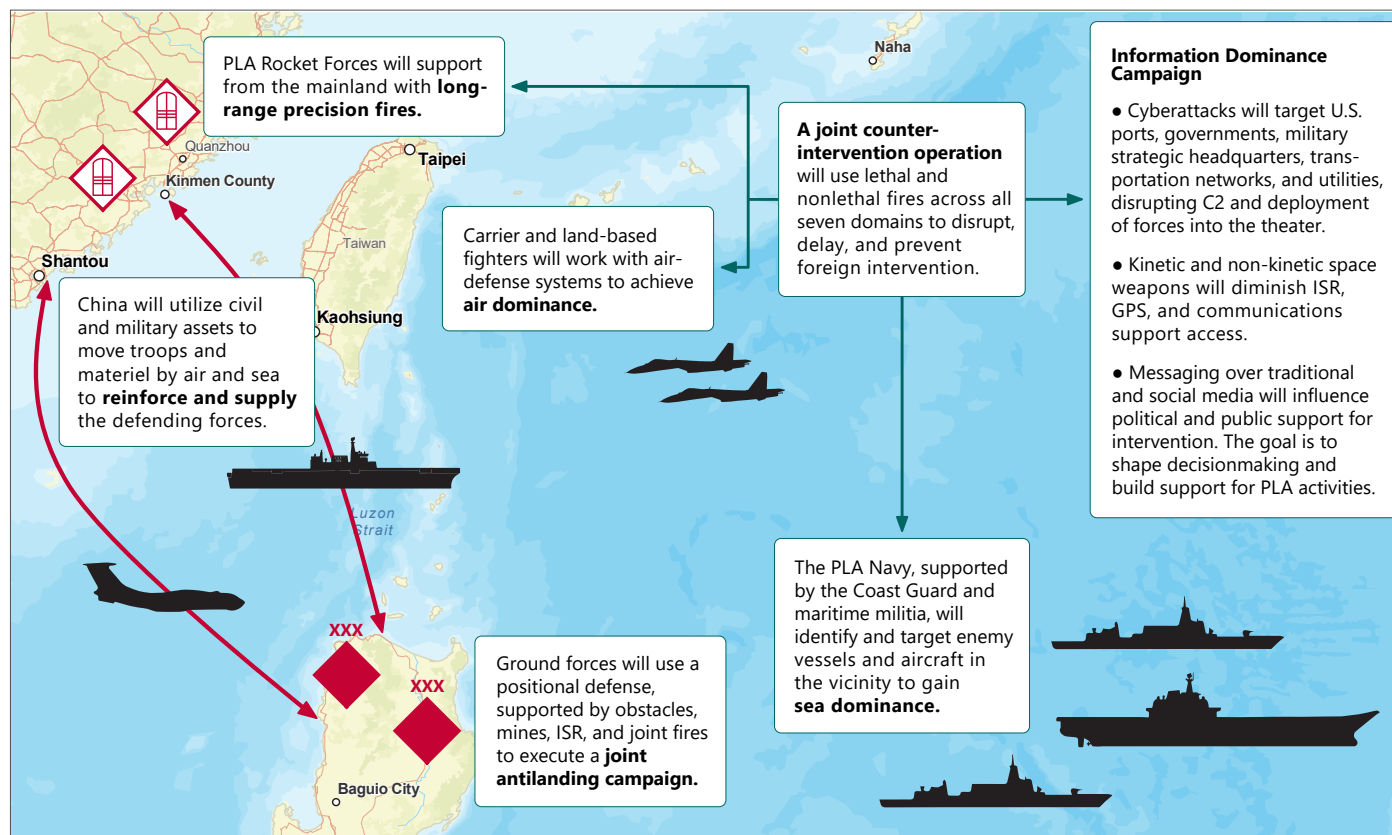 PLA Rocket Forces will support
from the mainland with long-
range precision fires.
Naha
Information Dominance
Campaign
● Cyberattacks will target U.S.
ports, governments, military
strategic headquarters, trans-
portation networks, and utilities,
disrupting C2 and deployment
of forces into the theater.
● Kinetic and non-kinetic space
weapons will diminish ISR,
GPS, and communications
support access.
● Messaging over traditional
and social media will influence
political and public support for
intervention. The goal is to
shape decisionmaking and
build support for PLA activities.
A joint counter-
intervention operation
will use lethal and
nonlethal fires across all
seven domains to disrupt,
delay, and prevent
foreign intervention.
Quanzhou
Kinmen County
Taipei
Taiwan
Shantou
Kaohsiung
Carrier and land-based
fighters will work with air-
defense systems to achieve
air dominance.
China will utilize civil
and military assets to
move troops and
materiel by air and sea
to reinforce and supply
the defending forces.
Luzon
Strait
The PLA Navy, supported
by the Coast Guard and
maritime militia, will
identify and target enemy
vessels and aircraft in
the vicinity to gain
sea dominance.
XXX
XXX
Ground forces will use a
positional defense,
supported by obstacles,
mines, ISR, and joint fires
to execute a joint
antilanding campaign.
Baguio City